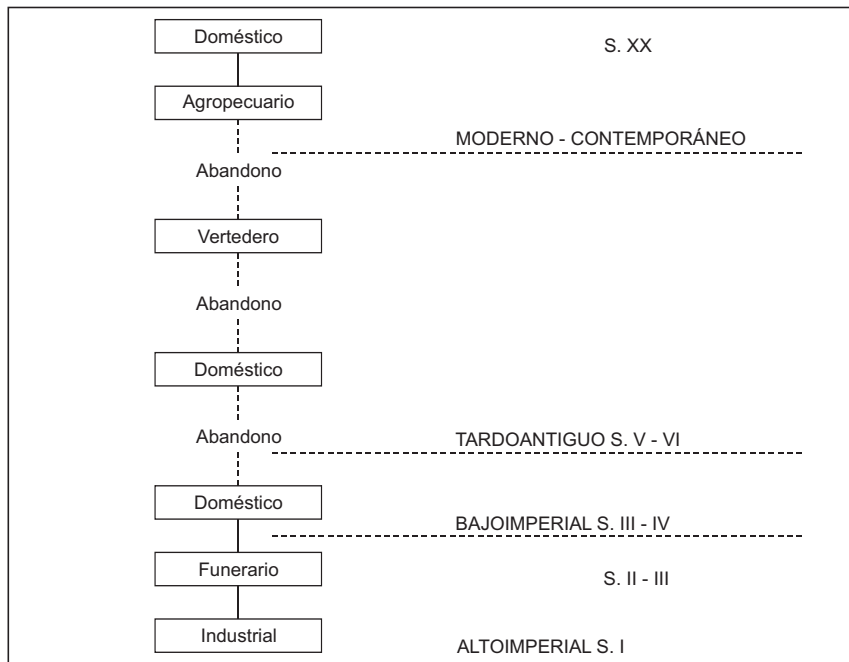 Doméstico
S. XX
Agropecuario
MODERNO - CONTEMPORÁNEO
Abandono
Vertedero
Abandono
Doméstico
Abandono
TARDOANTIGUO S. V - VI
Doméstico
BAJOIMPERIAL S. III - IV
Funerario
S. II - III
Industrial
ALTOIMPERIAL S. I